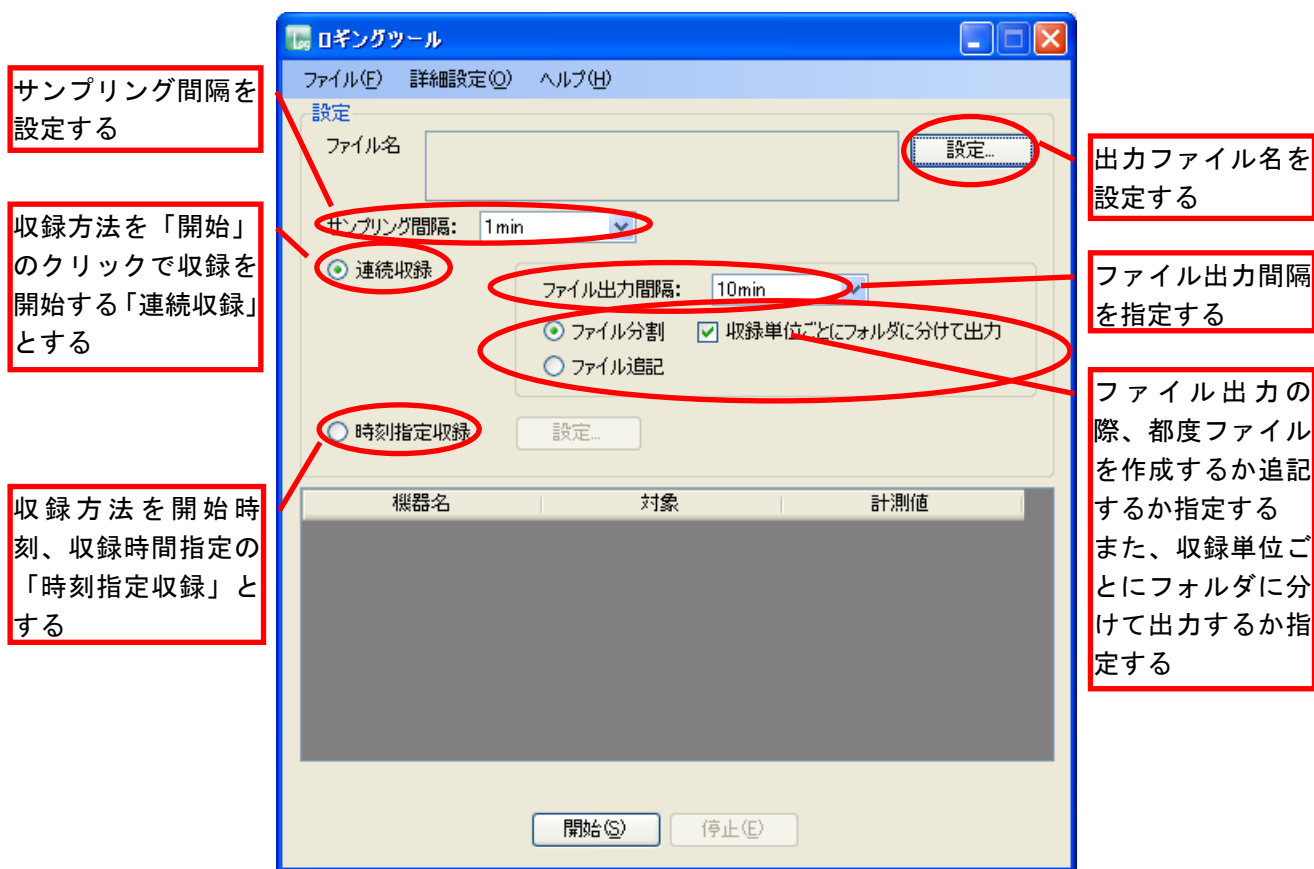 ロギングツール
ファイル(F) 詳細設定(O) ヘルプ(H)
サンプリング間隔を
設定する
設定
ファイル名
設定...
出力ファイル名を
設定する
収録方法を「開始」
のクリックで収録を
開始する「連続収録」
とする
サンプリング間隔: 1min
連続収録
ファイル出力間隔: 10min
ファイル分割 収録単位ごとにフォルダに分けて出力
ファイル追記
ファイル出力間隔
を指定する
時刻指定収録 設定...
ファイル出力の
際、都度ファイル
を作成するか追記
するか指定する
また、収録単位ご
とにフォルダに分
けて出力するか指
定する
収録方法を開始時
刻、収録時間指定の
「時刻指定収録」と
する
機器名 対象 計測値
開始(S) 停止(E)